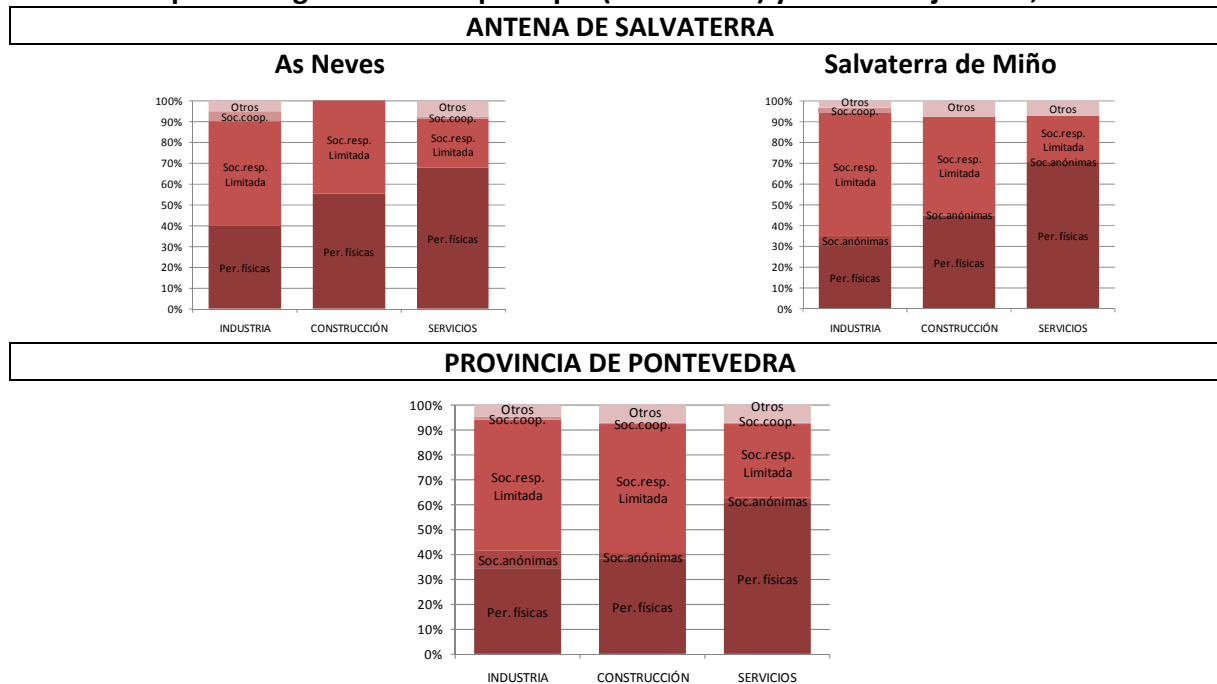 ANTENA DE SALVATERRA
As Neves
Salvaterra de Miño
100%
90%
80%
70%
60%
50%
40%
30%
20%
10%
0%
Otros
Soc.coop.
Soc.resp.
Limitada
Per. físicas
Soc.resp.
Limitada
Per. físicas
Otros
Soc.coop.
Soc.resp.
Limitada
Per. físicas
INDUSTRIA CONSTRUCCIÓN SERVICIOS
100%
90%
80%
70%
60%
50%
40%
30%
20%
10%
0%
Otros
Soc.coop.
Soc.resp.
Limitada
Soc.anónimas
Per. físicas
Otros
Soc.resp.
Limitada
Soc.anónimas
Per. físicas
Otros
Soc.resp.
Limitada
Soc.anónimas
Per. físicas
INDUSTRIA CONSTRUCCIÓN SERVICIOS
PROVINCIA DE PONTEVEDRA
100%
90%
80%
70%
60%
50%
40%
30%
20%
10%
0%
Otros
Soc.coop.
Soc.resp.
Limitada
Soc.anónimas
Per. físicas
Otros
Soc.coop.
Soc.resp.
Limitada
Soc.anónimas
Per. físicas
Otros
Soc.coop.
Soc.resp.
Limitada
Soc.anónimas
Per. físicas
INDUSTRIA CONSTRUCCIÓN SERVICIOS